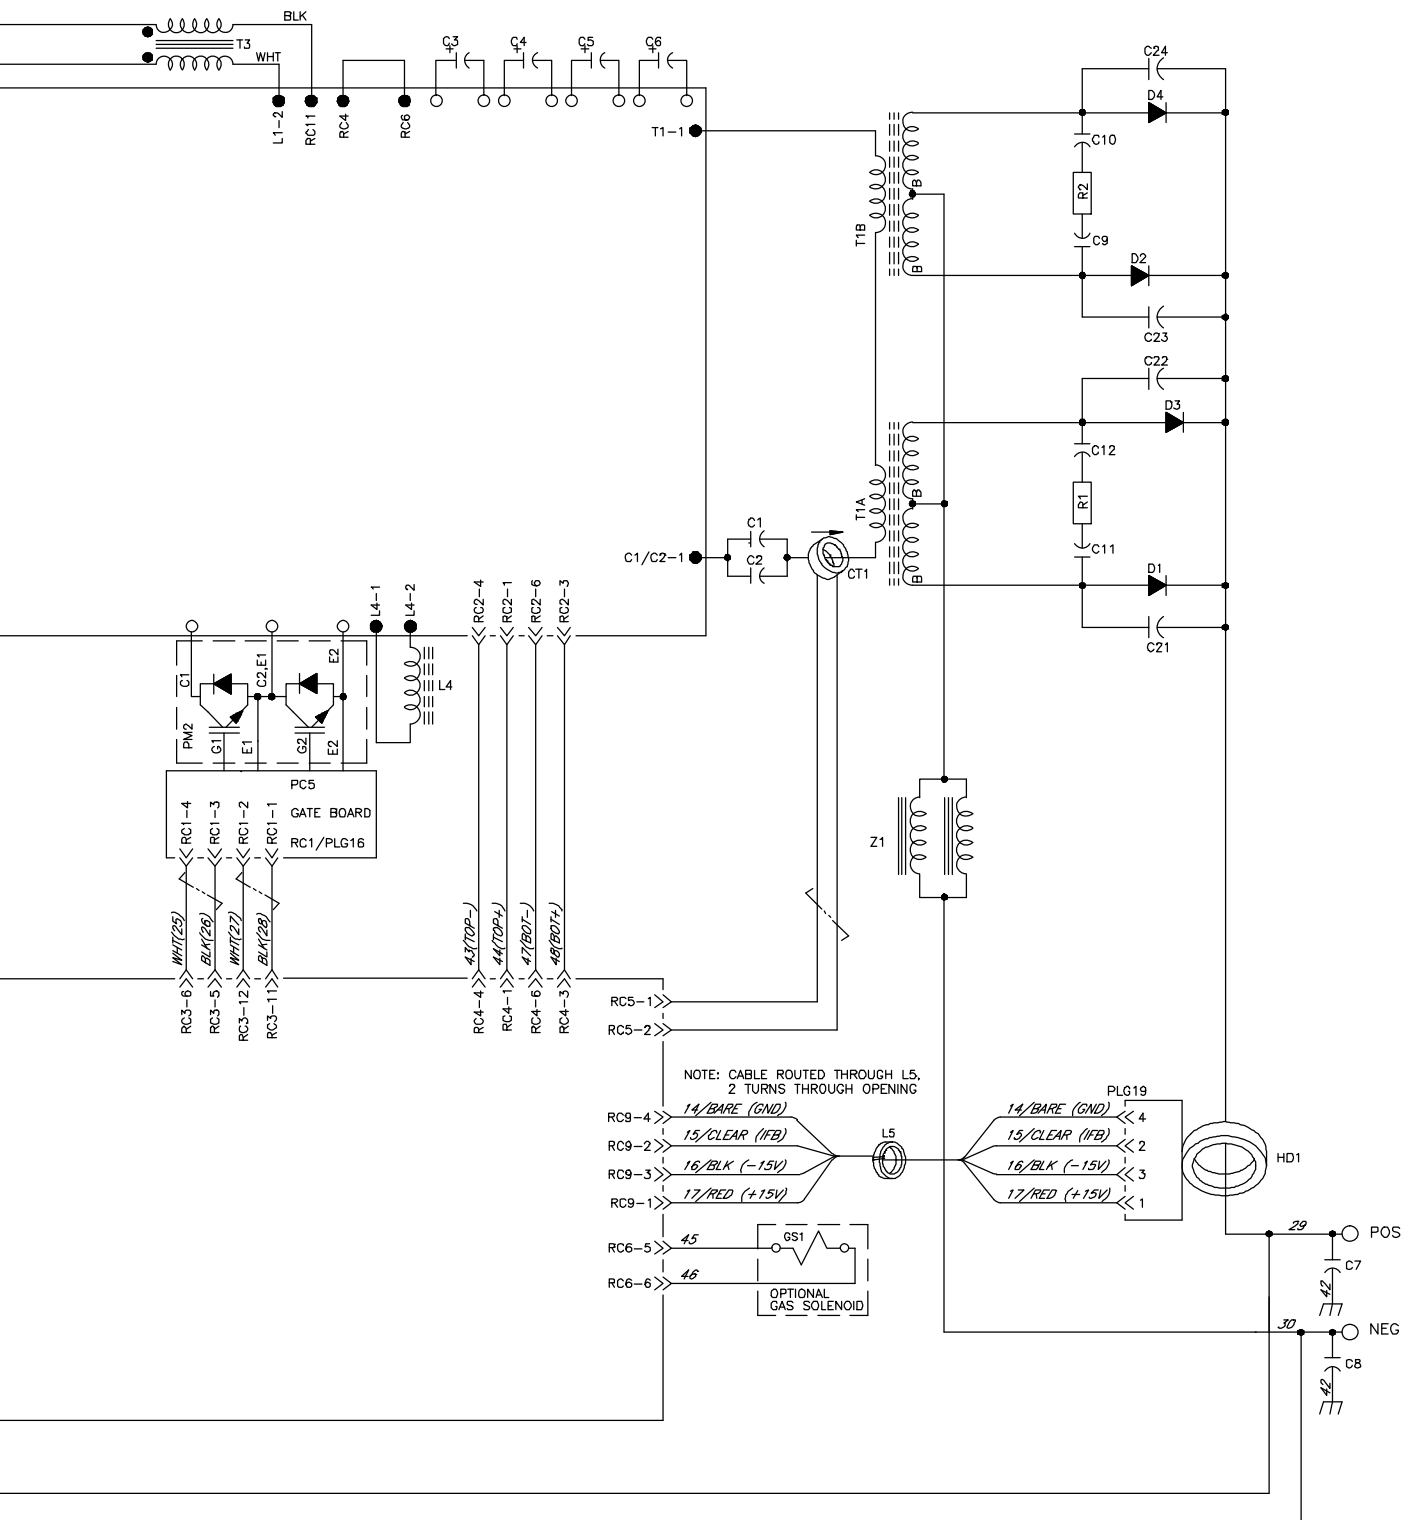 BLK
T3
WHT
C3
C4
C5
C6
C24
L1-2
RC11
RC4
RC6
T1-1
D4
C10
R2
C9
B
T1B
B
D2
C23
C22
D3
C12
R1
C11
B
T1A
B
D1
C21
C1
C1/C2-1
C2
CT1
L4-1
L4-2
RC2-4
RC2-1
RC2-6
RC2-3
C1
C2,E1
E2
L4
PM2
G1
E1
G2
E2
PC5
GATE BOARD
RC1/PLG16
RC1-4
RC1-3
RC1-2
RC1-1
Z1
WHT(25)
BLK(26)
WHT(27)
BLK(28)
43(TOP-)
44(TOP+)
47(BOT-)
48(BOT+)
RC3-6
RC3-5
RC3-12
RC3-11
RC4-4
RC4-1
RC4-6
RC4-3
RC5-1
RC5-2
NOTE: CABLE ROUTED THROUGH L5,
2 TURNS THROUGH OPENING
PLG19
RC9-4
14/BARE (GND)
14/BARE (GND)
4
RC9-2
15/CLEAR (IFB)
L5
15/CLEAR (IFB)
2
RC9-3
16/BLK (-15V)
16/BLK (-15V)
3
HD1
RC9-1
17/RED (+15V)
17/RED (+15V)
1
RC6-5
45
GS1
RC6-6
46
OPTIONAL
GAS SOLENOID
29
POS
C7
42
30
NEG
C8
42